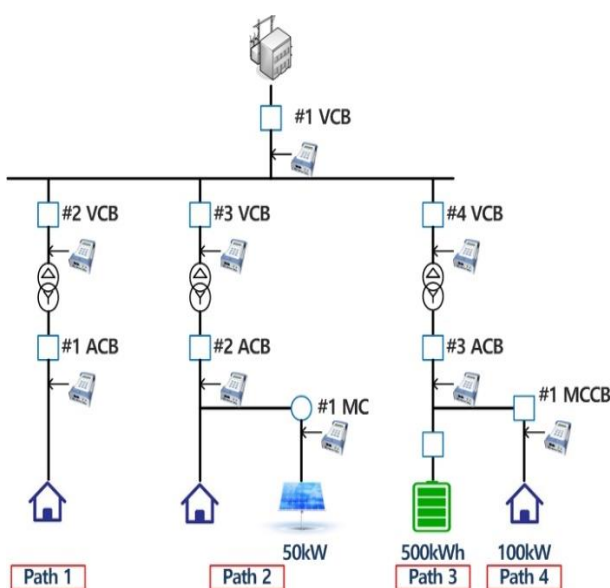 #1 VCB
#2 VCB
#3 VCB
#4 VCB
#1 ACB
#2 ACB
#3 ACB
#1 MC
#1 MCCB
50kW
500kWh
100kW
Path 1
Path 2
Path 3
Path 4